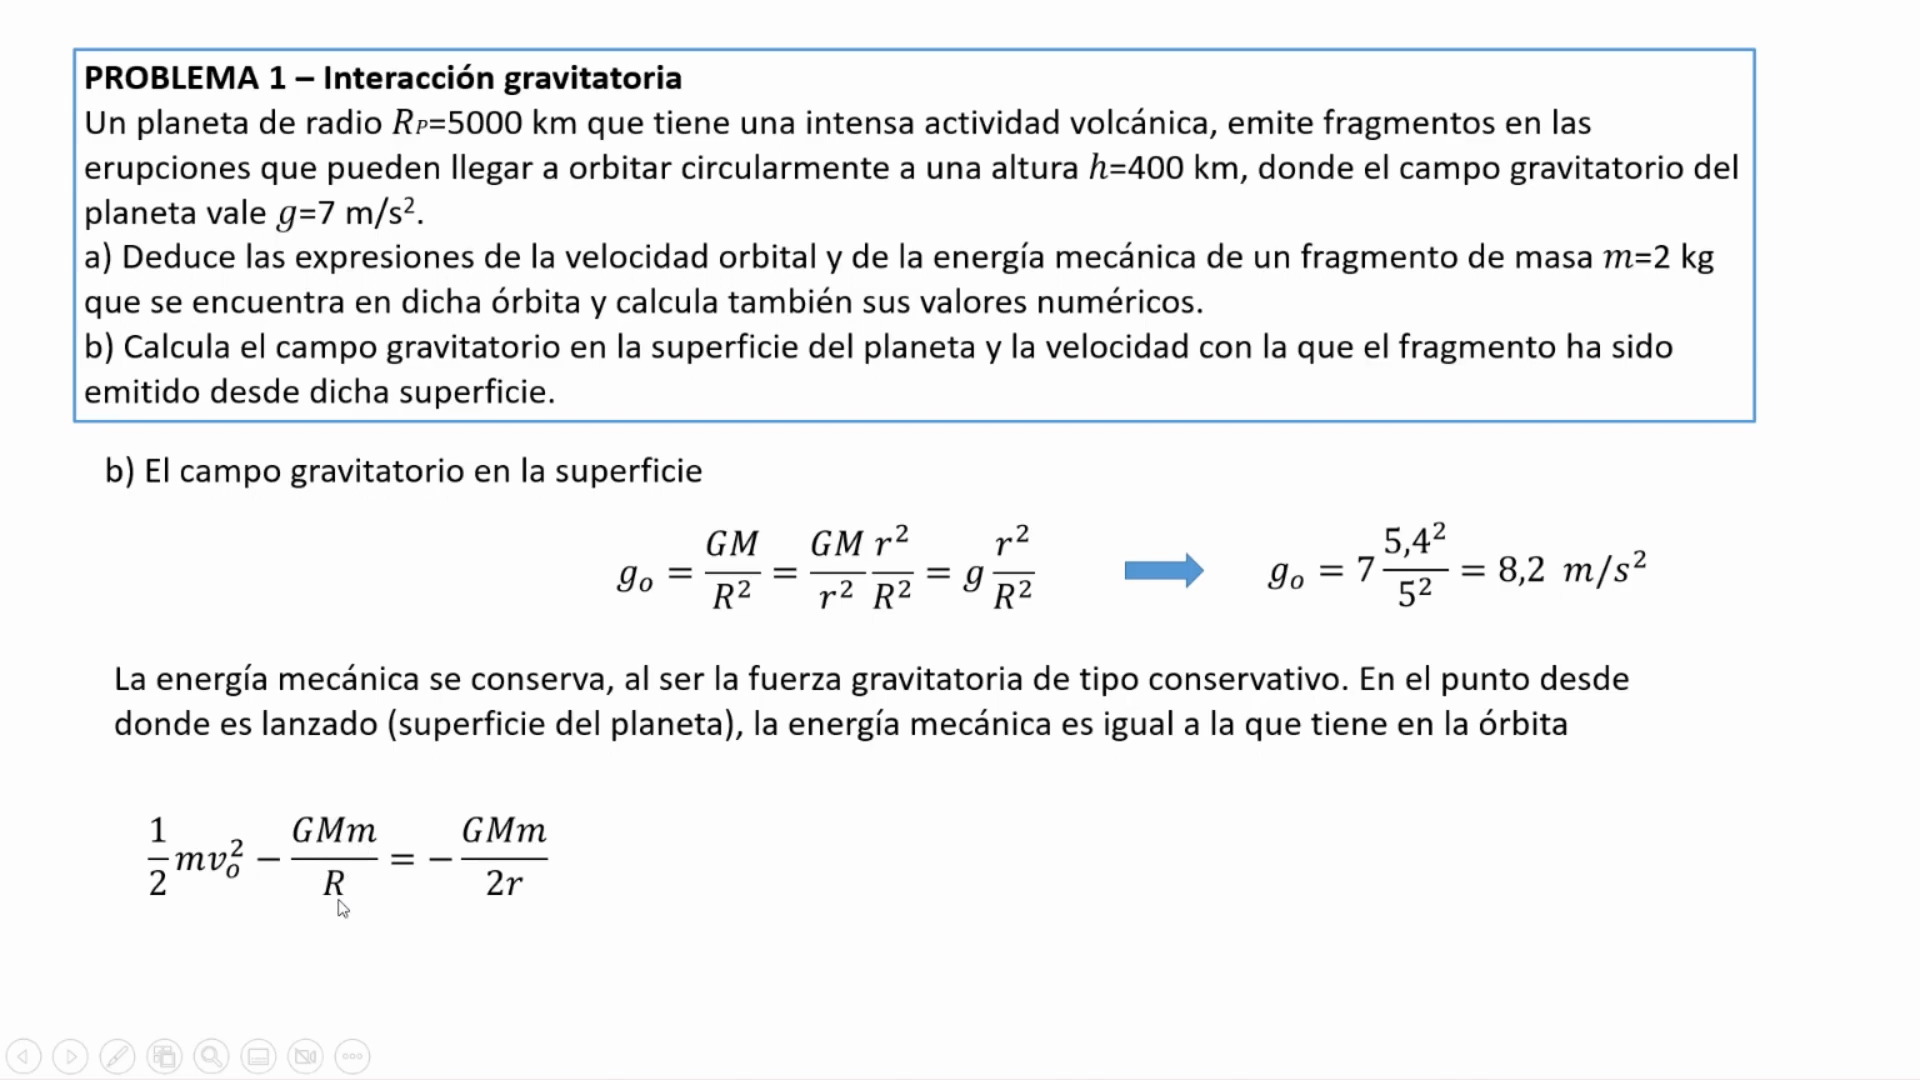 PROBLEMA 1 – Interacción gravitatoria
Un planeta de radio R_P=5000 km que tiene una intensa actividad volcánica, emite fragmentos en las
erupciones que pueden llegar a orbitar circularmente a una altura h=400 km, donde el campo gravitatorio del
planeta vale g=7 m/s².
a) Deduce las expresiones de la velocidad orbital y de la energía mecánica de un fragmento de masa m=2 kg
que se encuentra en dicha órbita y calcula también sus valores numéricos.
b) Calcula el campo gravitatorio en la superficie del planeta y la velocidad con la que el fragmento ha sido
emitido desde dicha superficie.
b) El campo gravitatorio en la superficie
g_o = GM/R² = GM/r² r²/R² = g r²/R² g_o = 7 5,4²/5² = 8,2 m/s²
La energía mecánica se conserva, al ser la fuerza gravitatoria de tipo conservativo. En el punto desde
donde es lanzado (superficie del planeta), la energía mecánica es igual a la que tiene en la órbita
1/2 mv_o² − GMm/R = − GMm/2r